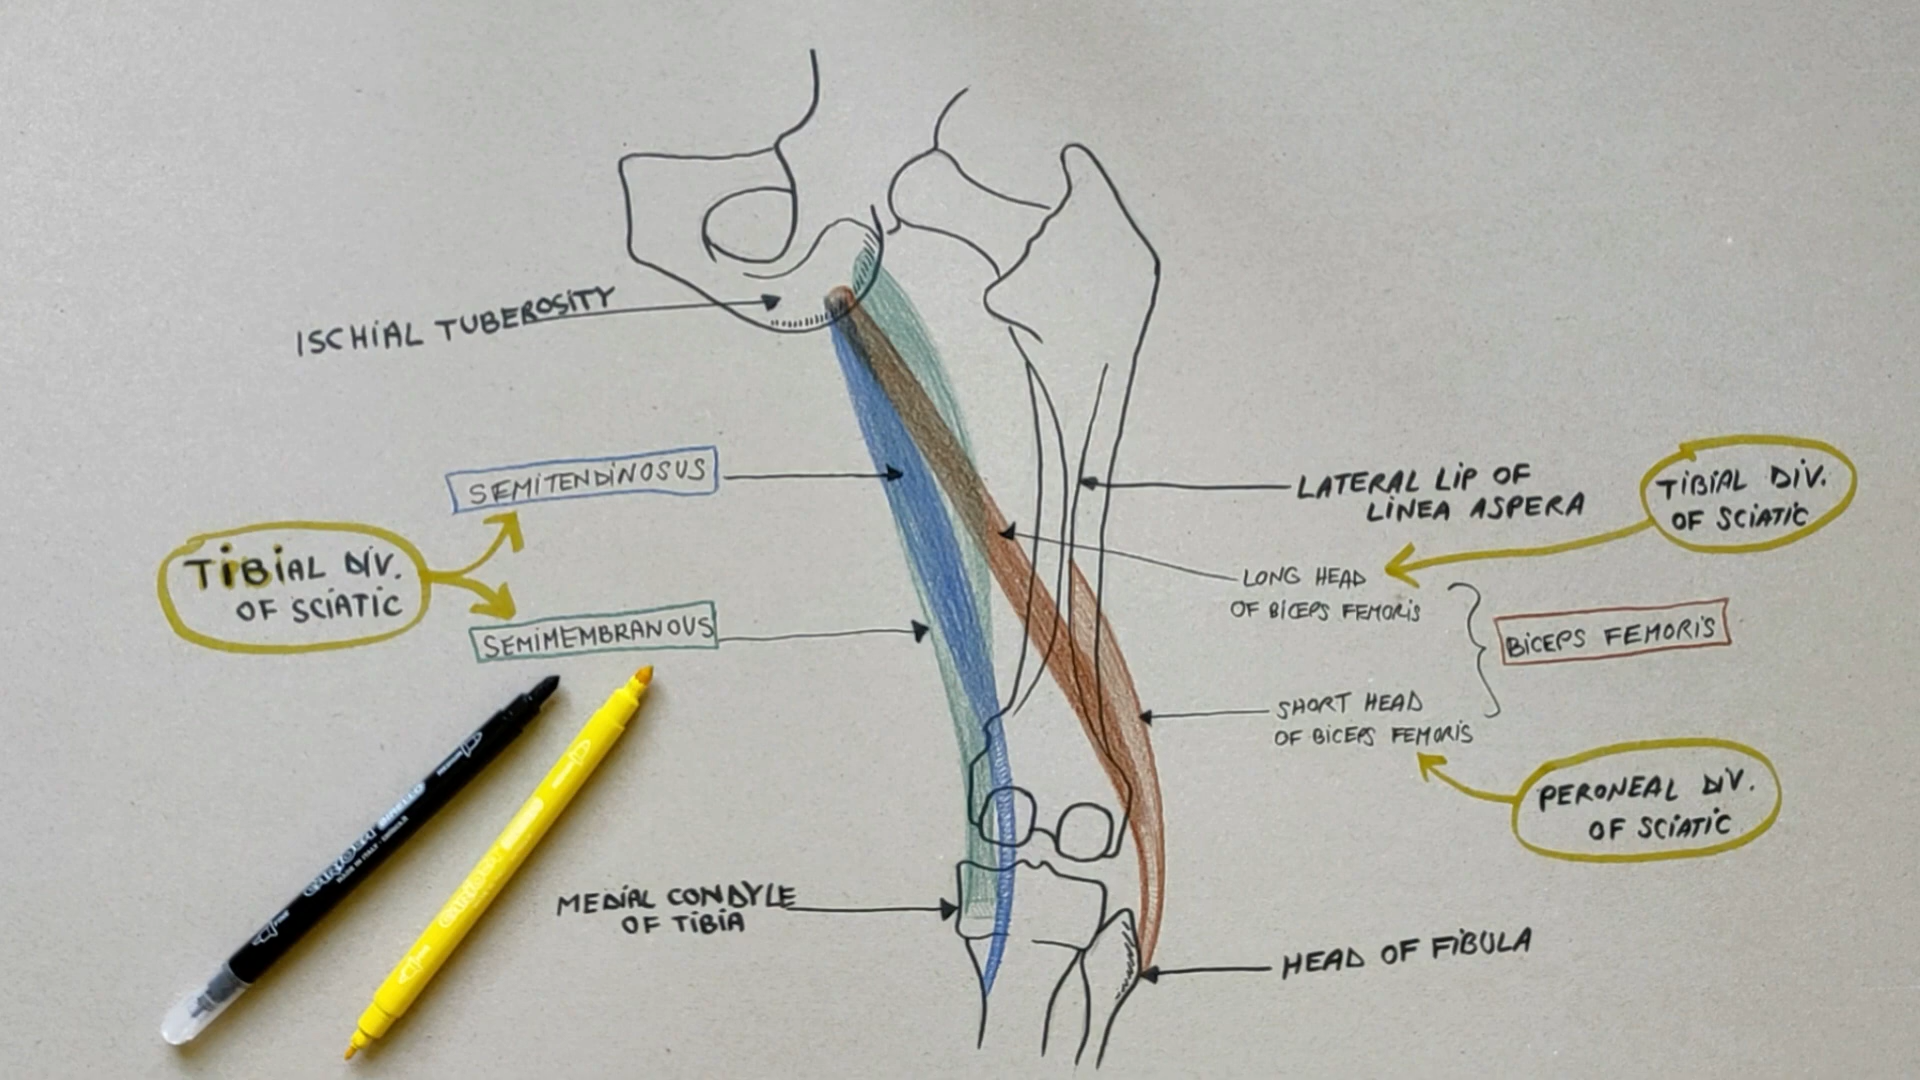 ISCHIAL TUBEROSITY
SEMITENDINOSUS
TIBIAL DIV.
OF SCIATIC
SEMIMEMBRANOUS
MEDIAL CONDYLE
OF TIBIA
LATERAL LIP OF
LINEA ASPERA
TIBIAL DIV.
OF SCIATIC
LONG HEAD
OF BICEPS FEMORIS
BICEPS FEMORIS
SHORT HEAD
OF BICEPS FEMORIS
PERONEAL DIV.
OF SCIATIC
HEAD OF FIBULA